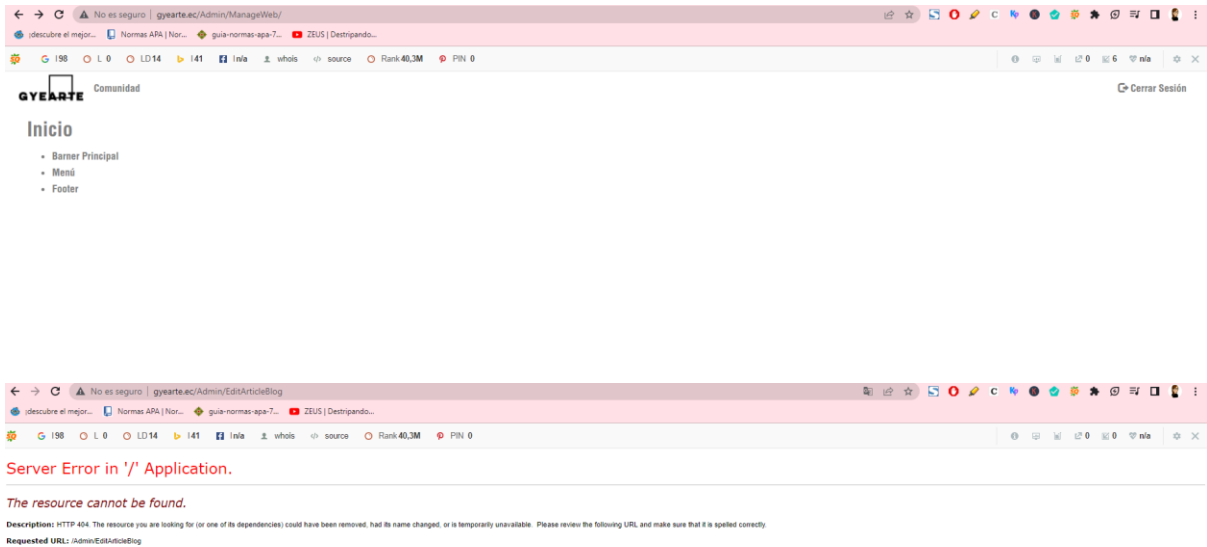 No es seguro | gyearte.ec/Admin/ManageWeb/
¡descubre el mejor... Normas APA | Nor... guia-normas-apa-7... ZEUS | Destripando...
I 98 L 0 LD 14 I 41 I n/a whois source Rank 40,3M PIN 0 0 6 n/a
GYEARTE Comunidad Cerrar Sesión
Inicio
• Barner Principal
• Menú
• Footer
No es seguro | gyearte.ec/Admin/EditArticleBlog
¡descubre el mejor... Normas APA | Nor... guia-normas-apa-7... ZEUS | Destripando...
I 98 L 0 LD 14 I 41 I n/a whois source Rank 40,3M PIN 0 0 0 n/a
Server Error in '/' Application.
The resource cannot be found.
Description: HTTP 404. The resource you are looking for (or one of its dependencies) could have been removed, had its name changed, or is temporarily unavailable. Please review the following URL and make sure that it is spelled correctly.
Requested URL: /Admin/EditArticleBlog